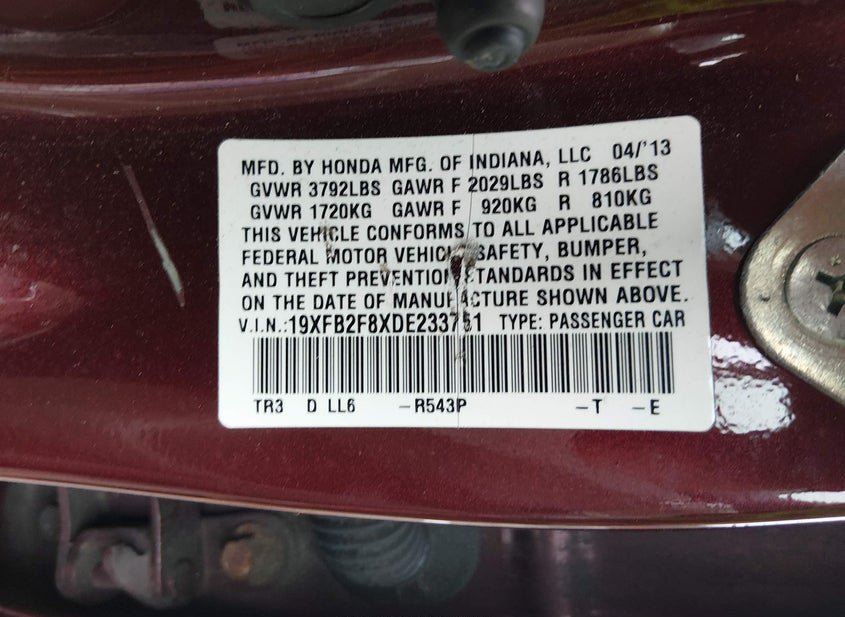 MFD. BY HONDA MFG. OF INDIANA, LLC 04/'13
GVWR 3792LBS GAWR F 2029LBS R 1786LBS
GVWR 1720KG GAWR F 920KG R 810KG
THIS VEHICLE CONFORMS TO ALL APPLICABLE
FEDERAL MOTOR VEHICLE SAFETY, BUMPER,
AND THEFT PREVENTION STANDARDS IN EFFECT
ON THE DATE OF MANUFACTURE SHOWN ABOVE.
V.I.N.:19XFB2F8XDE233751 TYPE: PASSENGER CAR
TR3 D LL6 -R543P -T -E